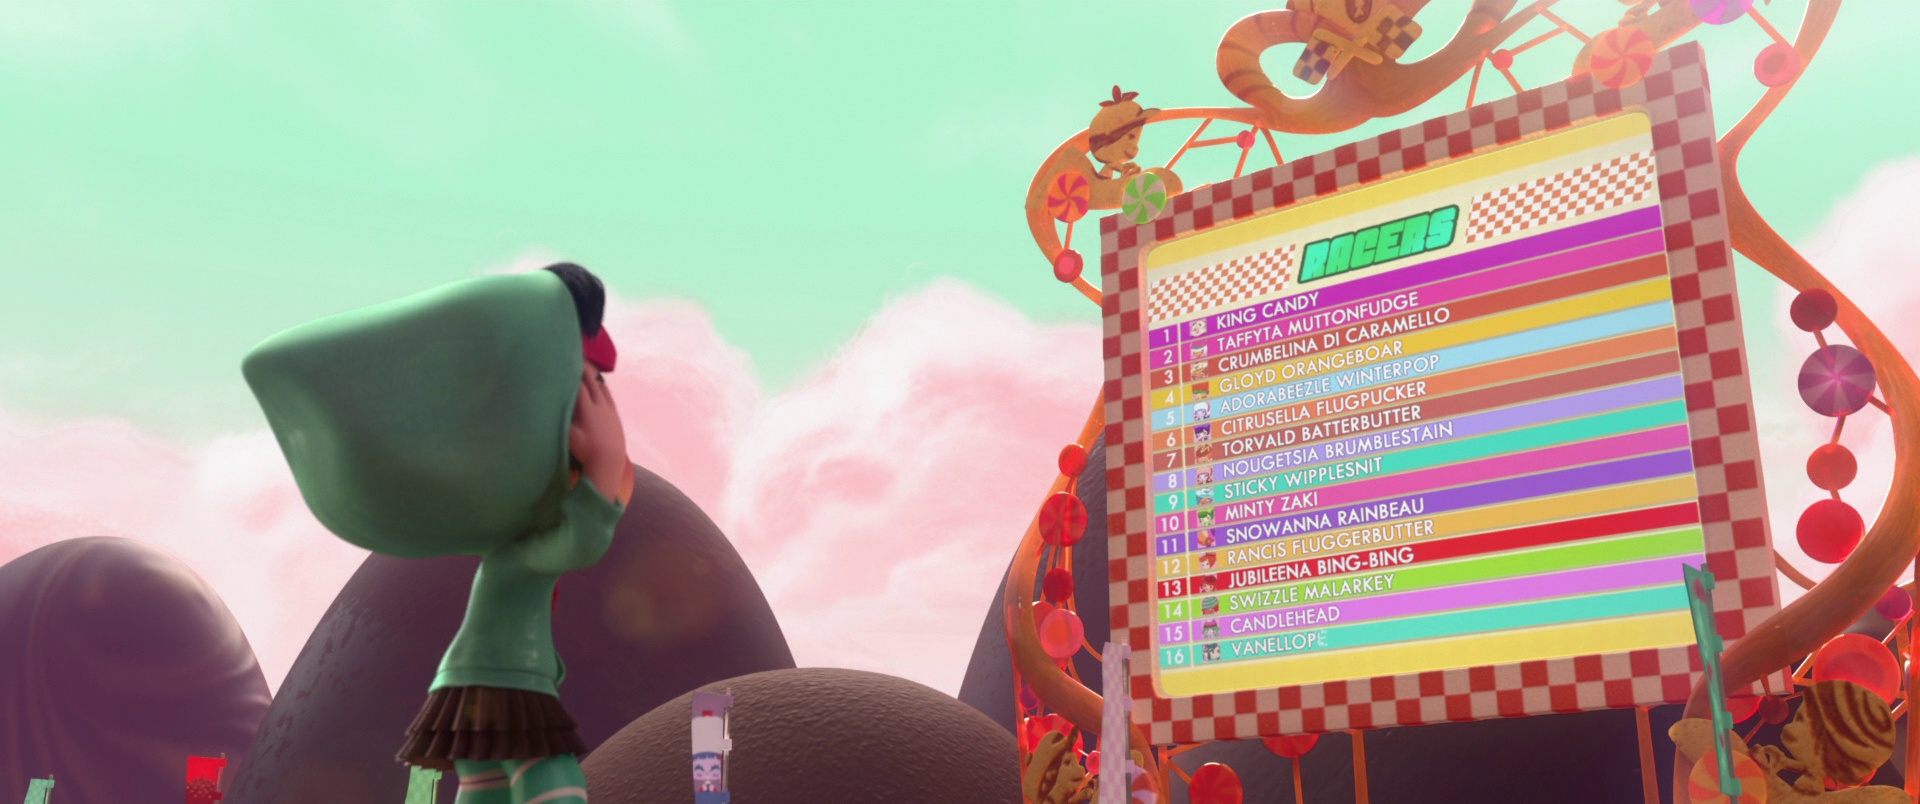 RACERS
1 KING CANDY
2 TAFFYTA MUTTONFUDGE
3 CRUMBELINA DI CARAMELLO
4 GLOYD ORANGEBOAR
5 ADORABEEZLE WINTERPOP
6 CITRUSELLA FLUGPUCKER
7 TORVALD BATTERBUTTER
8 NOUGETSIA BRUMBLESTAIN
9 STICKY WIPPLESNIT
10 MINTY ZAKI
11 SNOWANNA RAINBEAU
12 RANCIS FLUGGERBUTTER
13 JUBILEENA BING-BING
14 SWIZZLE MALARKEY
15 CANDLEHEAD
16 VANELLOPE